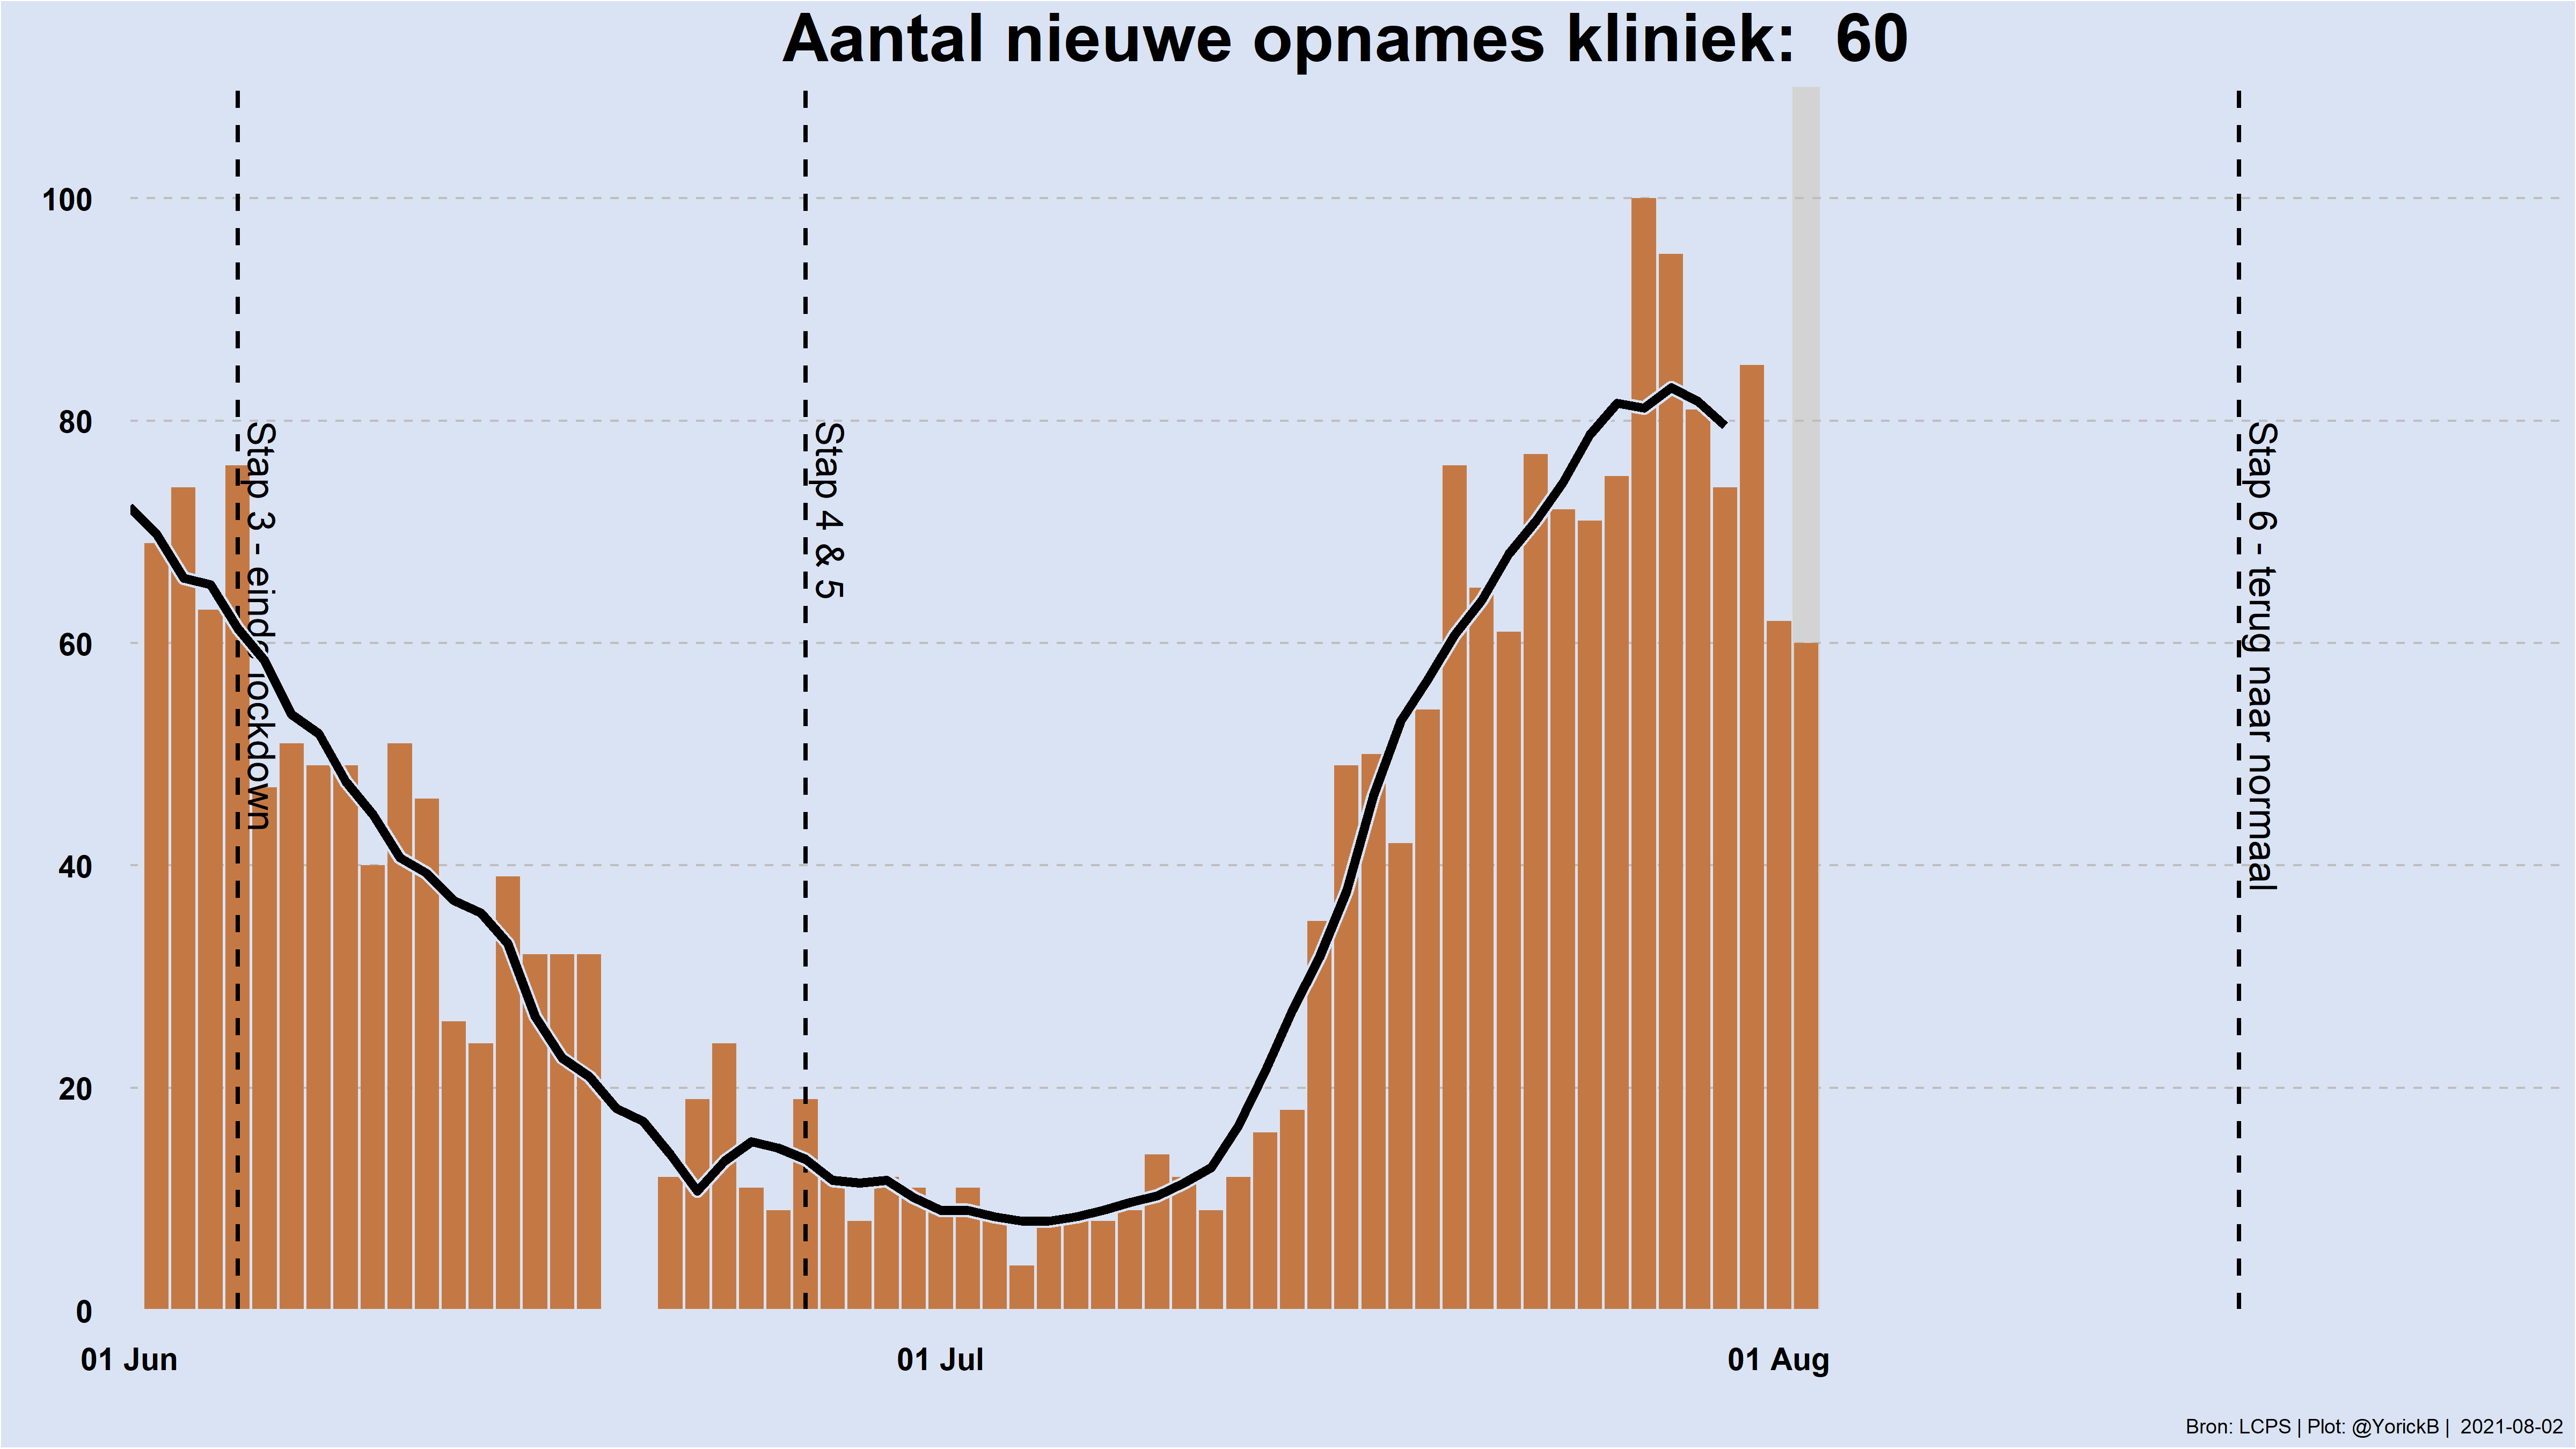 Aantal nieuwe opnames kliniek: 60
100
80
60
40
20
0
Stap 3 - einde lockdown
Stap 4 & 5
Stap 6 - terug naar normaal
01 Jun
01 Jul
01 Aug
Bron: LCPS | Plot: @YorickB | 2021-08-02